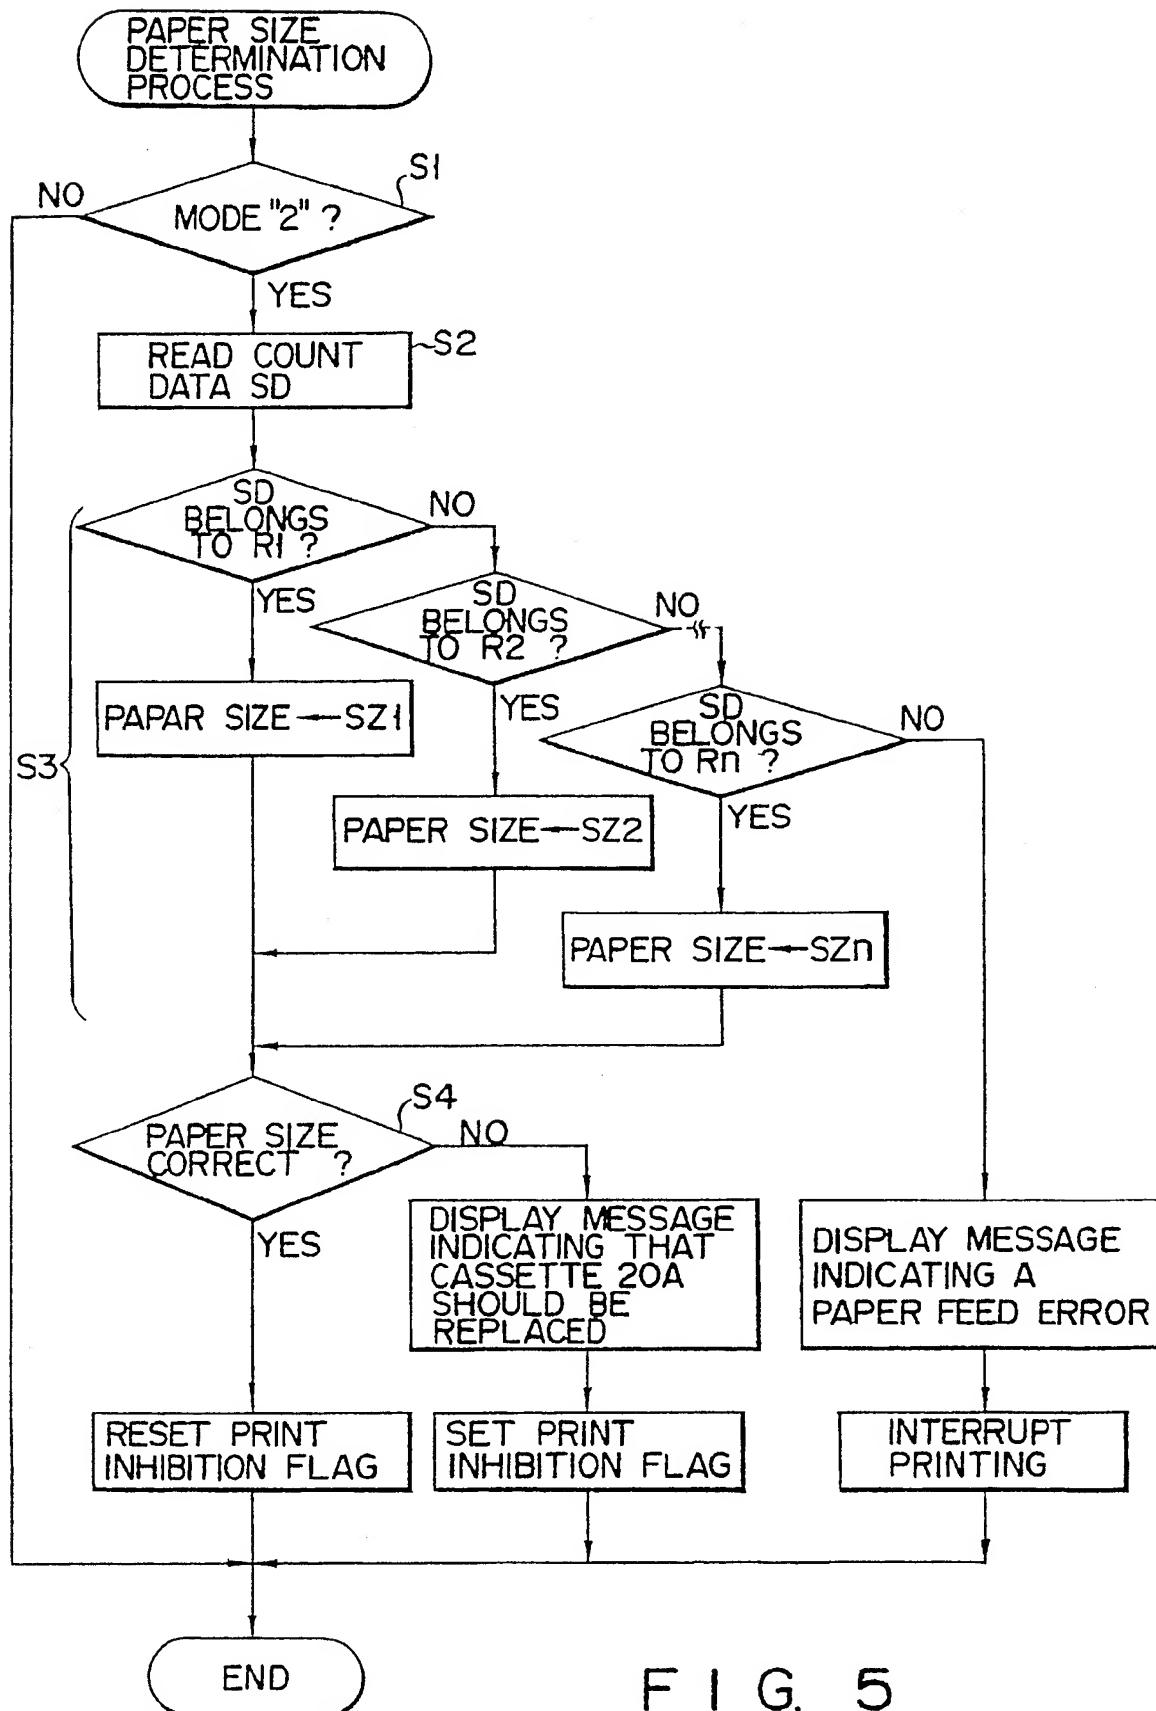 PAPER SIZE
DETERMINATION
PROCESS
S1
NO
MODE "2" ?
YES
READ COUNT
DATA SD
S2
SD
BELONGS
TO R1 ?
NO
YES
SD
BELONGS
TO R2 ?
NO
YES
SD
BELONGS
TO Rn ?
NO
YES
S3
PAPAR SIZE ← SZ1
PAPER SIZE ← SZ2
PAPER SIZE ← SZn
S4
PAPER SIZE
CORRECT ?
NO
YES
DISPLAY MESSAGE
INDICATING THAT
CASSETTE 20A
SHOULD BE
REPLACED
DISPLAY MESSAGE
INDICATING A
PAPER FEED ERROR
RESET PRINT
INHIBITION FLAG
SET PRINT
INHIBITION FLAG
INTERRUPT
PRINTING
END
FIG. 5